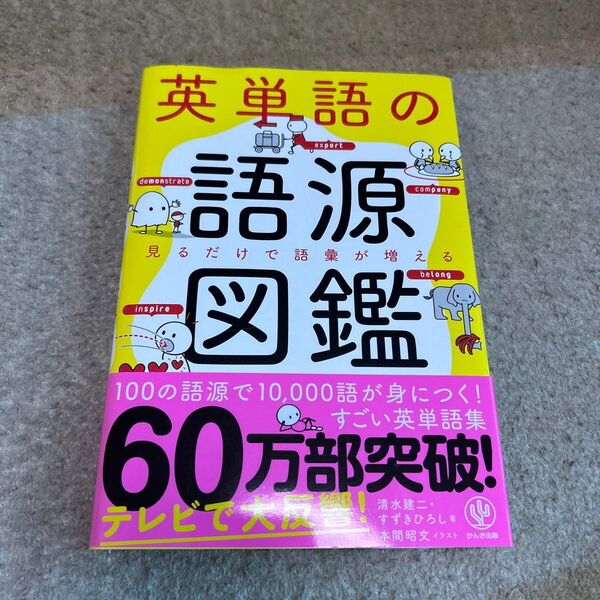 英単語の
export
demonstrate
company
語源
見るだけで語彙が増える
belong
図鑑
inspire
100の語源で10,000語が身につく!
すごい英単語集
60万部突破!
テレビで大反響!
清水建二・
すずきひろし 著
本間昭文 イラスト
かんき出版